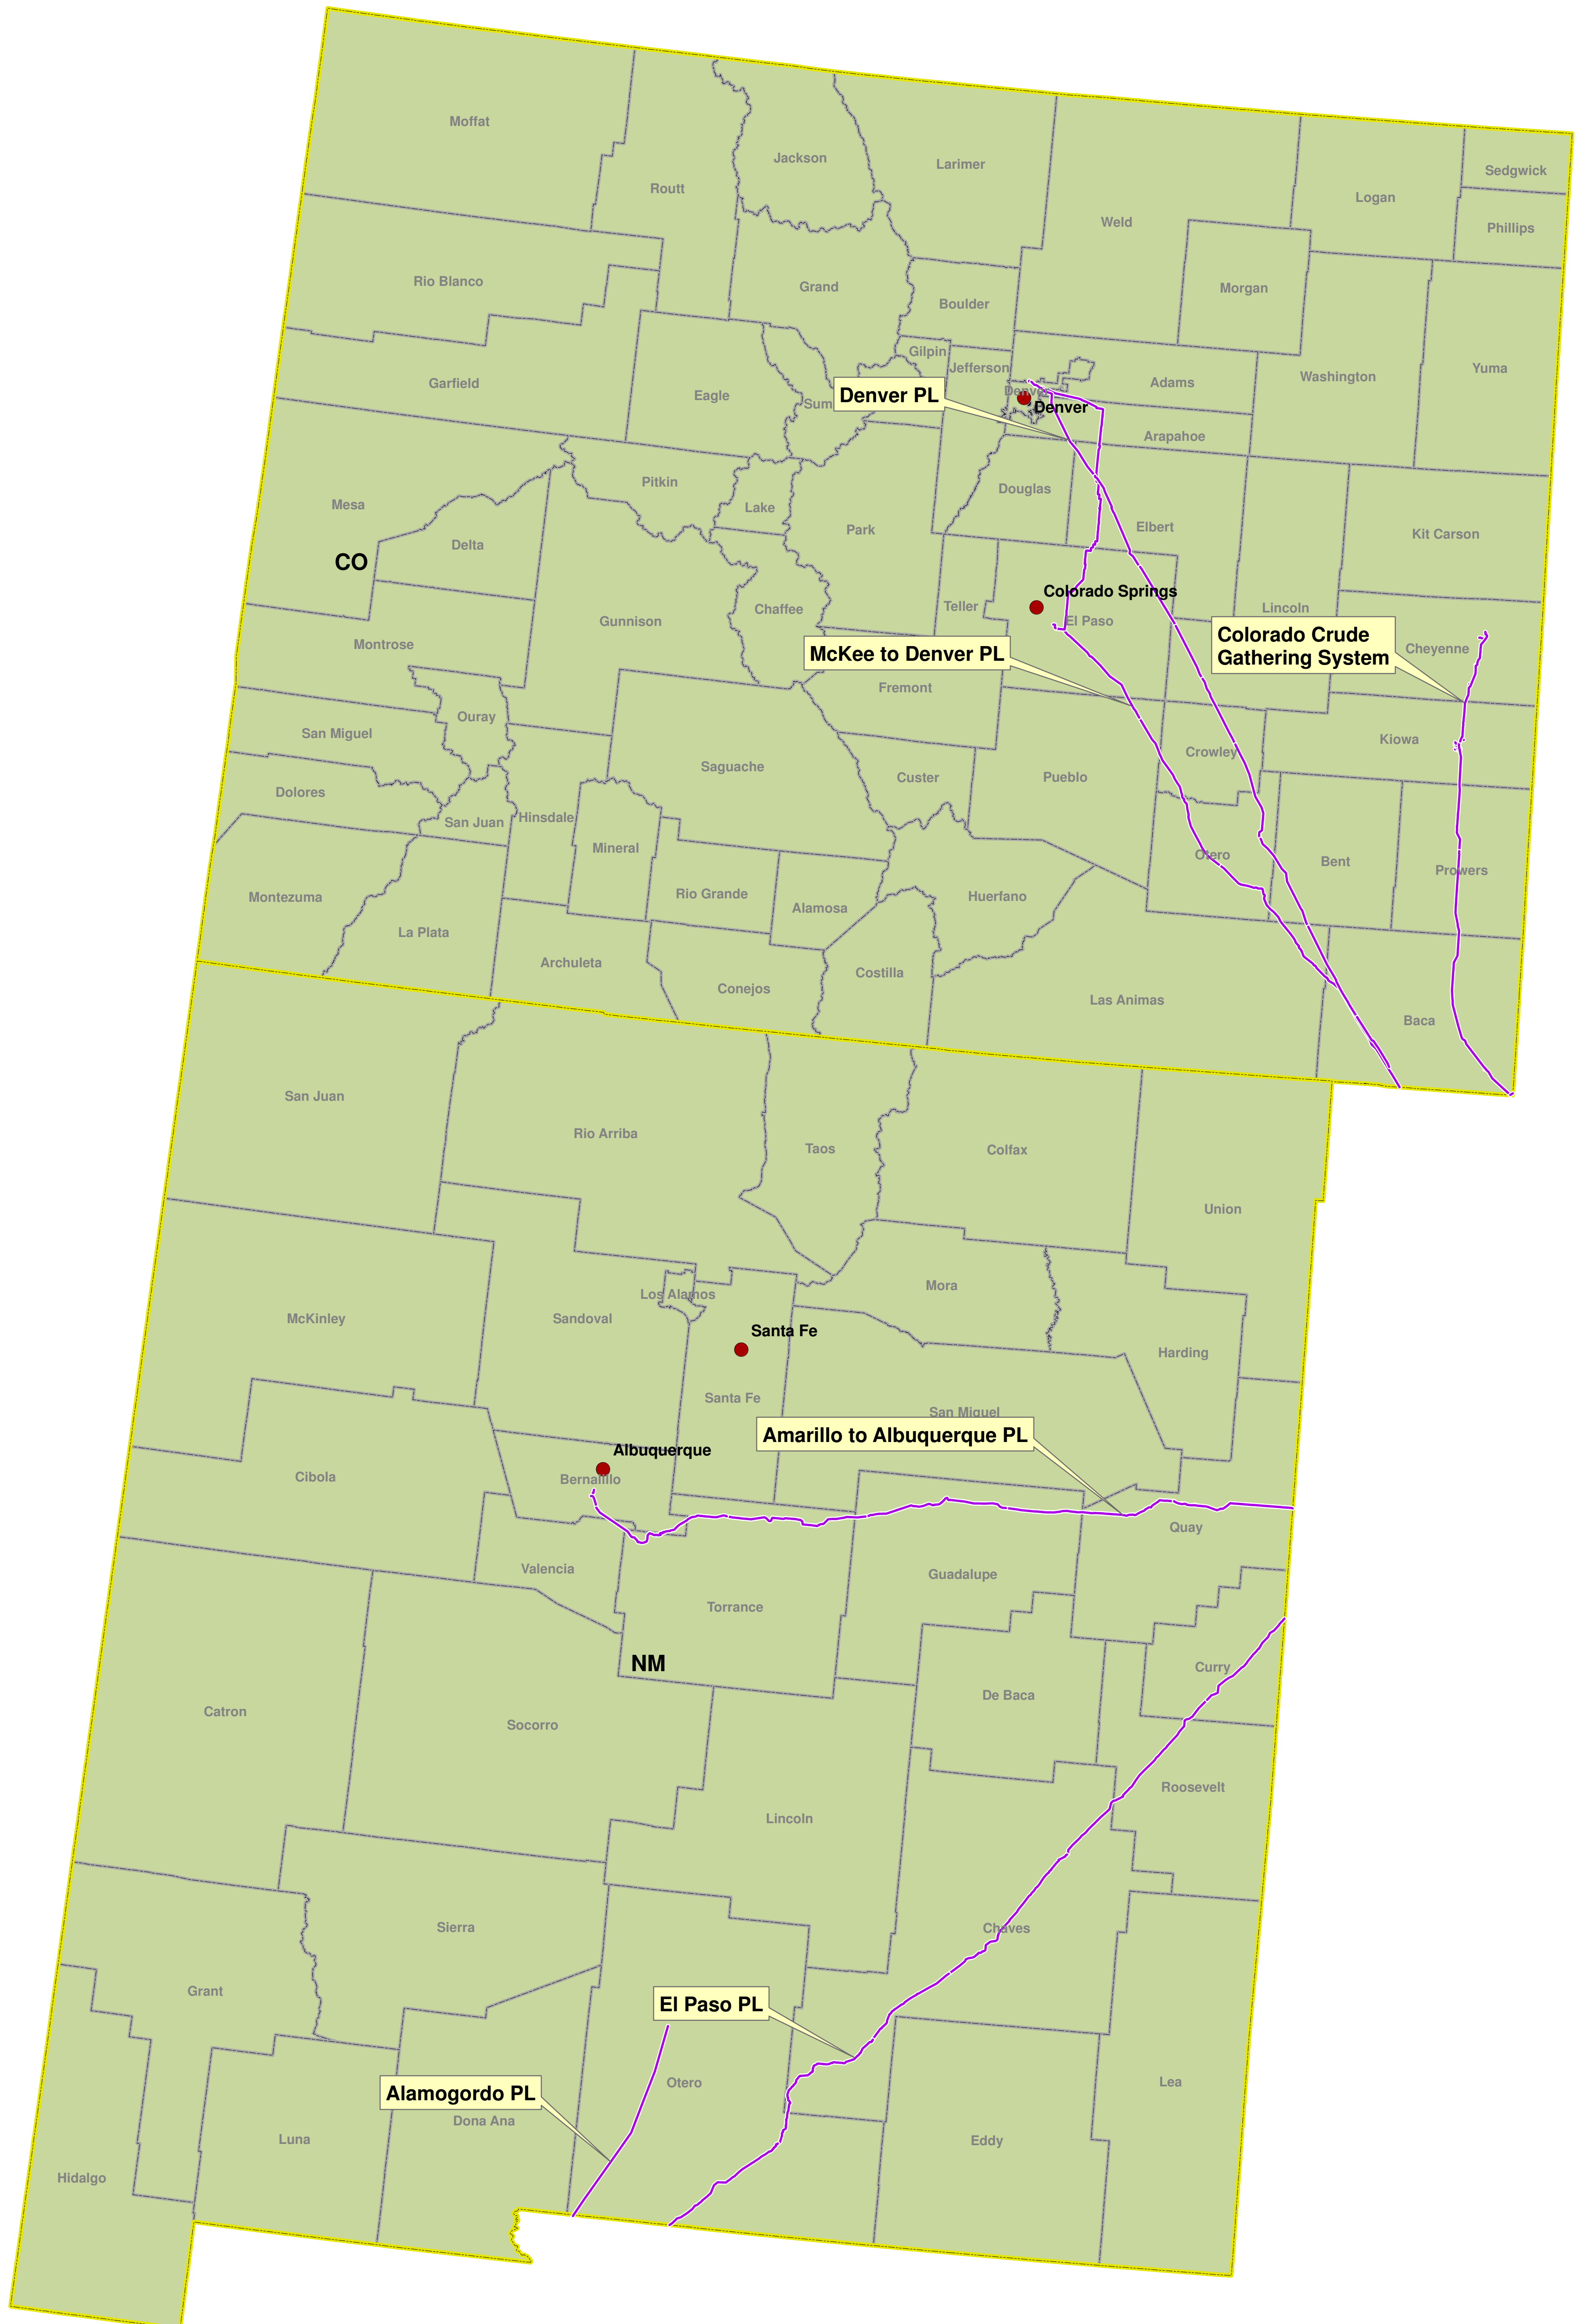 Moffat
Jackson
Larimer
Sedgwick
Routt
Logan
Weld
Phillips
Rio Blanco
Grand
Morgan
Boulder
Gilpin
Jefferson
Yuma
Garfield
Adams
Washington
Eagle
Sum
Denver PL
Denver
Denver
Arapahoe
Pitkin
Mesa
Lake
Douglas
Park
Elbert
Kit Carson
Delta
CO
Colorado Springs
Chaffee
Teller
Lincoln
Gunnison
El Paso
Colorado Crude
Gathering System
Cheyenne
Montrose
McKee to Denver PL
Fremont
Ouray
San Miguel
Kiowa
Crowley
Saguache
Custer
Pueblo
Dolores
San Juan
Hinsdale
Mineral
Otero
Bent
Prowers
Montezuma
Rio Grande
Alamosa
Huerfano
La Plata
Archuleta
Conejos
Costilla
Las Animas
Baca
San Juan
Rio Arriba
Taos
Colfax
Union
Los Alamos
Mora
McKinley
Sandoval
Santa Fe
Harding
Santa Fe
San Miguel
Amarillo to Albuquerque PL
Albuquerque
Cibola
Bernalillo
Quay
Valencia
Guadalupe
Torrance
NM
Curry
De Baca
Catron
Socorro
Roosevelt
Lincoln
Sierra
Chaves
Grant
El Paso PL
Otero
Lea
Alamogordo PL
Dona Ana
Luna
Eddy
Hidalgo